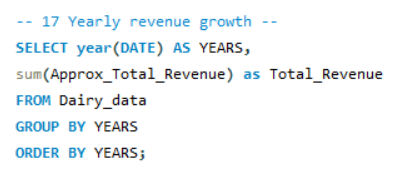 -- 17 Yearly revenue growth --
SELECT year(DATE) AS YEARS,
sum(Approx_Total_Revenue) as Total_Revenue
FROM Dairy_data
GROUP BY YEARS
ORDER BY YEARS;